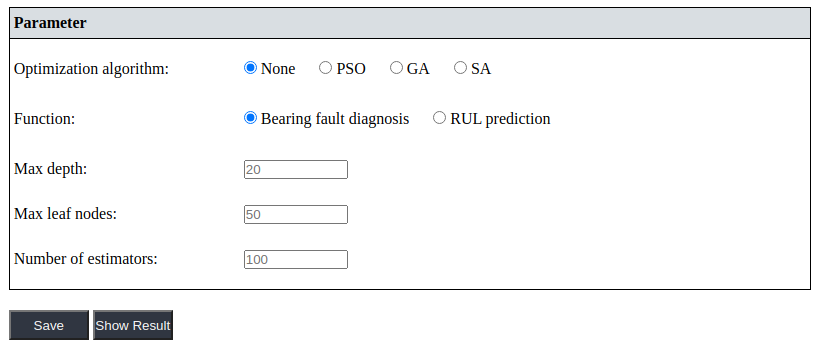 Parameter
Optimization algorithm: None PSO GA SA
Function: Bearing fault diagnosis RUL prediction
Max depth: 20
Max leaf nodes: 50
Number of estimators: 100
Save Show Result